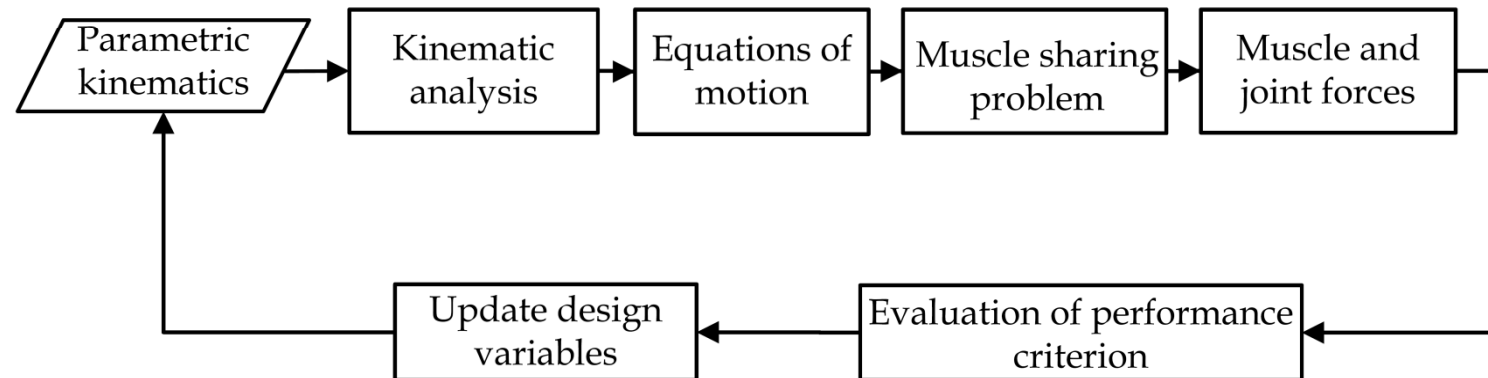 Parametric
kinematics
Kinematic
analysis
Equations of
motion
Muscle sharing
problem
Muscle and
joint forces
Update design
variables
Evaluation of performance
criterion